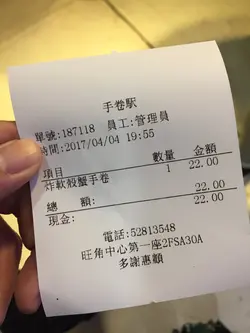 手卷駅
單號:187118 員工:管理員
時間:2017/04/04 19:55
項目 數量 金額
炸軟殼蟹手卷 1 22.00
22.00
總 額: 22.00
現金:
電話:52813548
旺角中心第一座2FSA30A
多謝惠顧